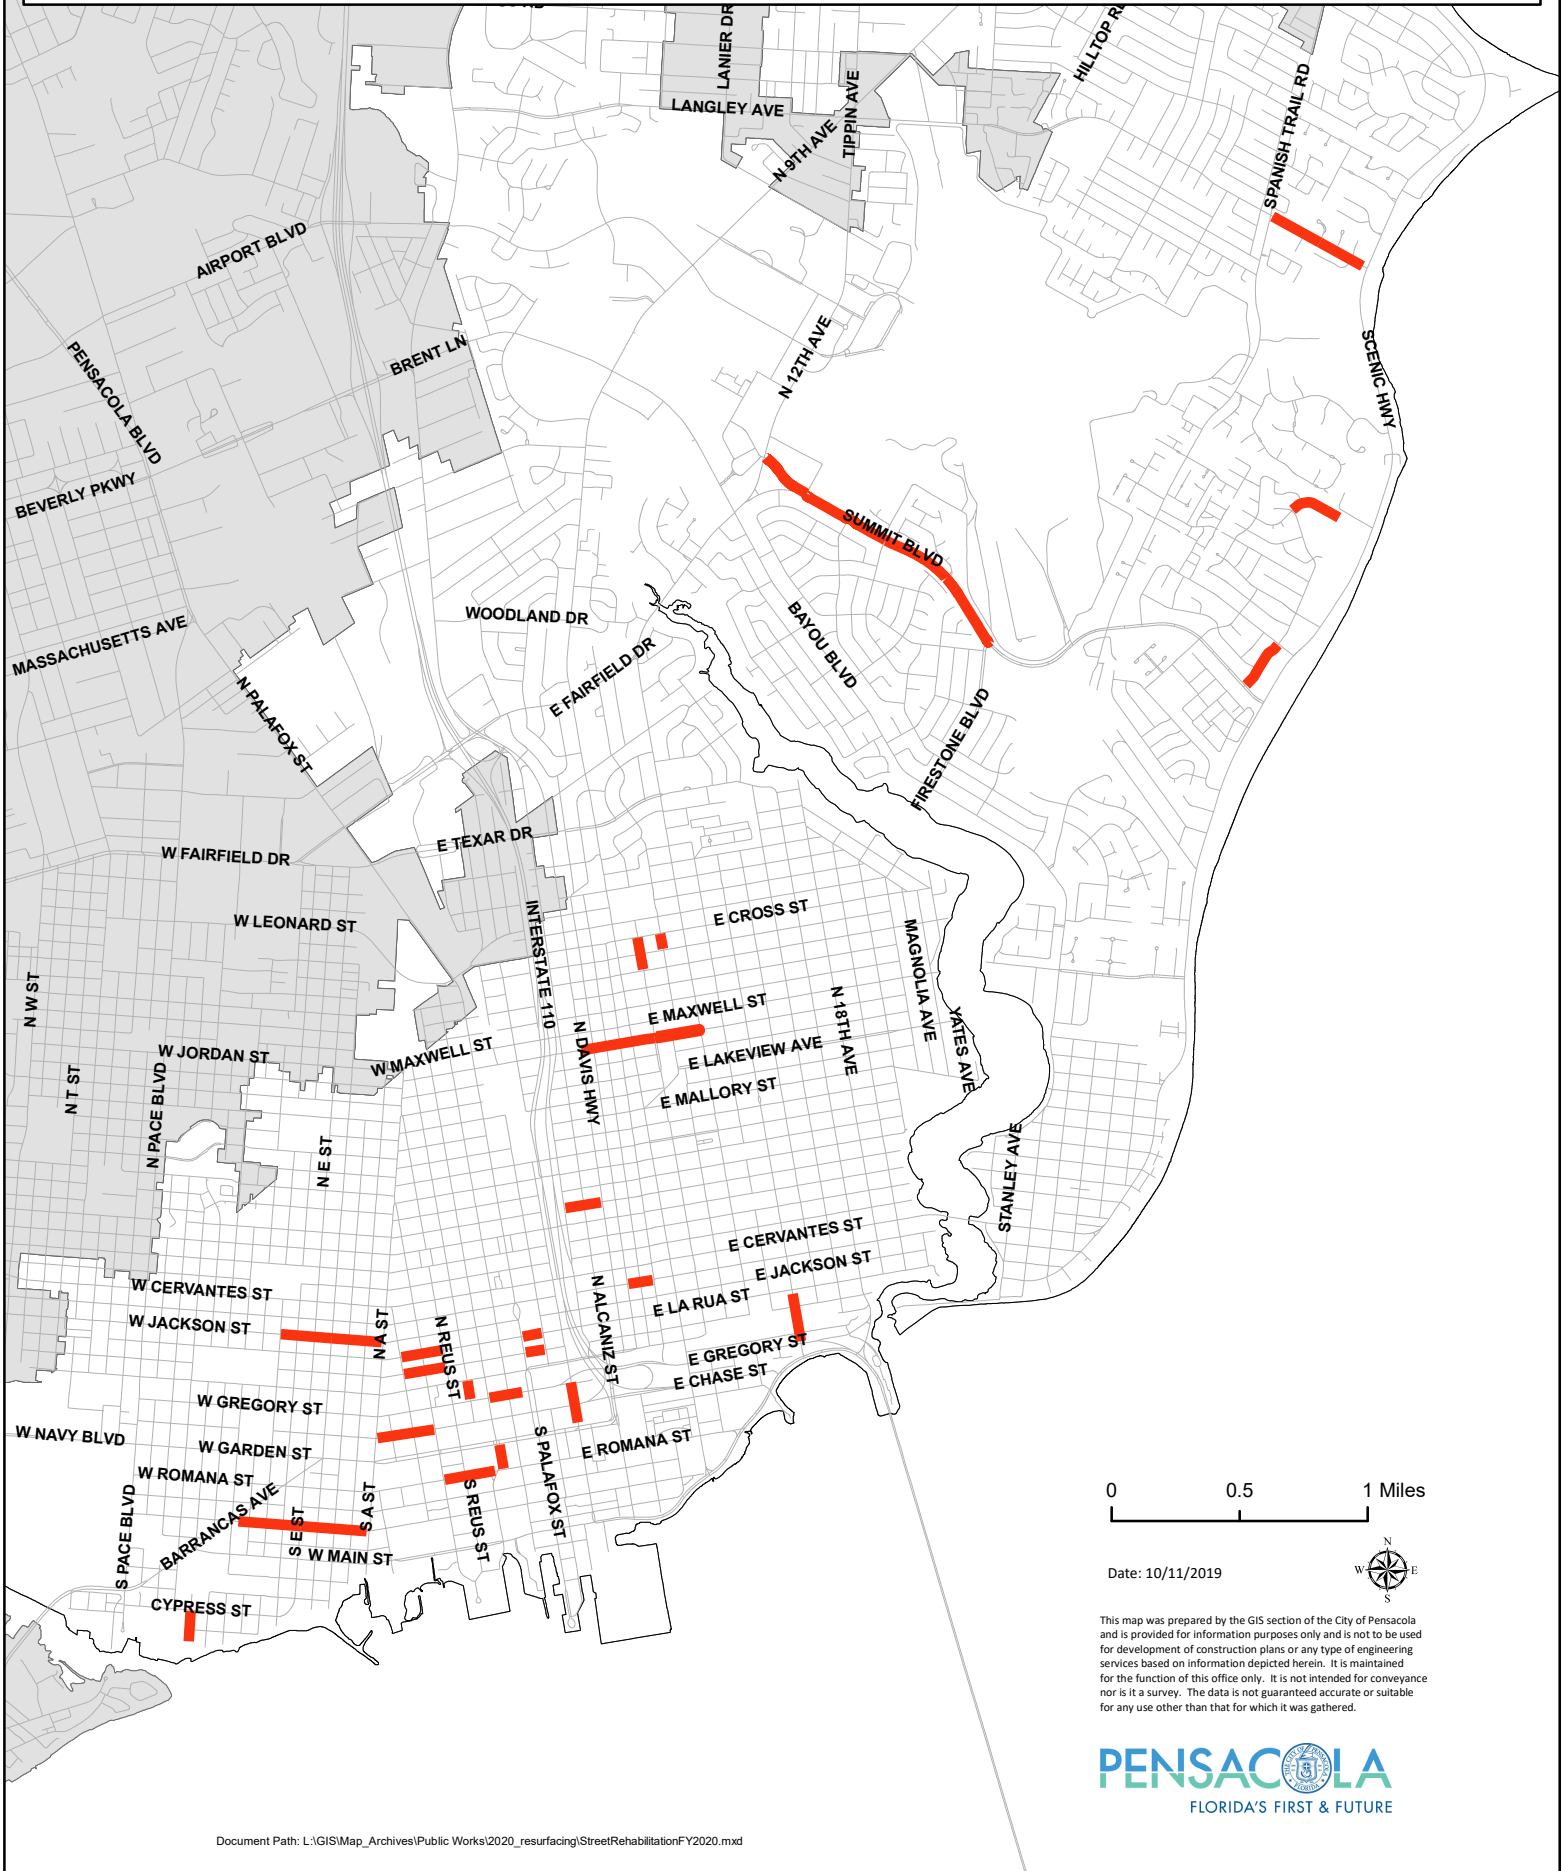 LANIER DR
HILLTOP RD
LANGLEY AVE
TIPPIN AVE
N 9TH AVE
SPANISH TRAIL RD
AIRPORT BLVD
N 12TH AVE
BRENT LN
PENSACOLA BLVD
SCENIC HWY
BEVERLY PKWY
SUMMIT BLVD
WOODLAND DR
BAYOU BLVD
MASSACHUSETTS AVE
E FAIRFIELD DR
N PALAFOX ST
FIRESTONE BLVD
E TEXAR DR
W FAIRFIELD DR
E CROSS ST
W LEONARD ST
INTERSTATE 110
MAGNOLIA AVE
N W ST
E MAXWELL ST
N 18TH AVE
YATES AVE
N DAVIS HWY
W JORDAN ST
W MAXWELL ST
E LAKEVIEW AVE
N T ST
N PACE BLVD
E MALLORY ST
N E ST
STANLEY AVE
E CERVANTES ST
E JACKSON ST
W CERVANTES ST
N ALCANIZ ST
E LA RUA ST
W JACKSON ST
N A ST
N REUS ST
E GREGORY ST
E CHASE ST
W GREGORY ST
W NAVY BLVD
W GARDEN ST
S PALAFOX ST
E ROMANA ST
W ROMANA ST
S PACE BLVD
BARRANCAS AVE
S A ST
S E ST
S REUS ST
W MAIN ST
CYPRESS ST
0 0.5 1 Miles
N
W E
S
Date: 10/11/2019
This map was prepared by the GIS section of the City of Pensacola
and is provided for information purposes only and is not to be used
for development of construction plans or any type of engineering
services based on information depicted herein. It is maintained
for the function of this office only. It is not intended for conveyance
nor is it a survey. The data is not guaranteed accurate or suitable
for any use other than that for which it was gathered.
PENSACOLA
FLORIDA'S FIRST & FUTURE
Document Path: L:\GIS\Map_Archives\Public Works\2020_resurfacing\StreetRehabilitationFY2020.mxd